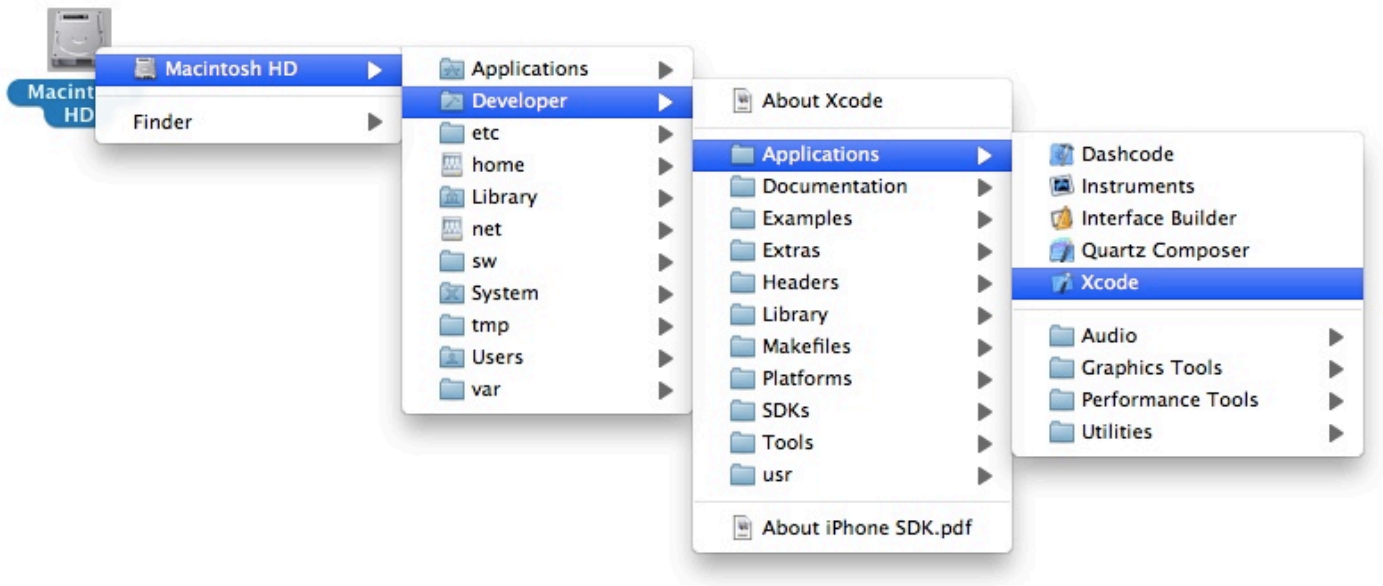 Macint
HD
Macintosh HD
Finder
Applications
Developer
etc
home
Library
net
sw
System
tmp
Users
var
About Xcode
Applications
Documentation
Examples
Extras
Headers
Library
Makefiles
Platforms
SDKs
Tools
usr
About iPhone SDK.pdf
Dashcode
Instruments
Interface Builder
Quartz Composer
Xcode
Audio
Graphics Tools
Performance Tools
Utilities